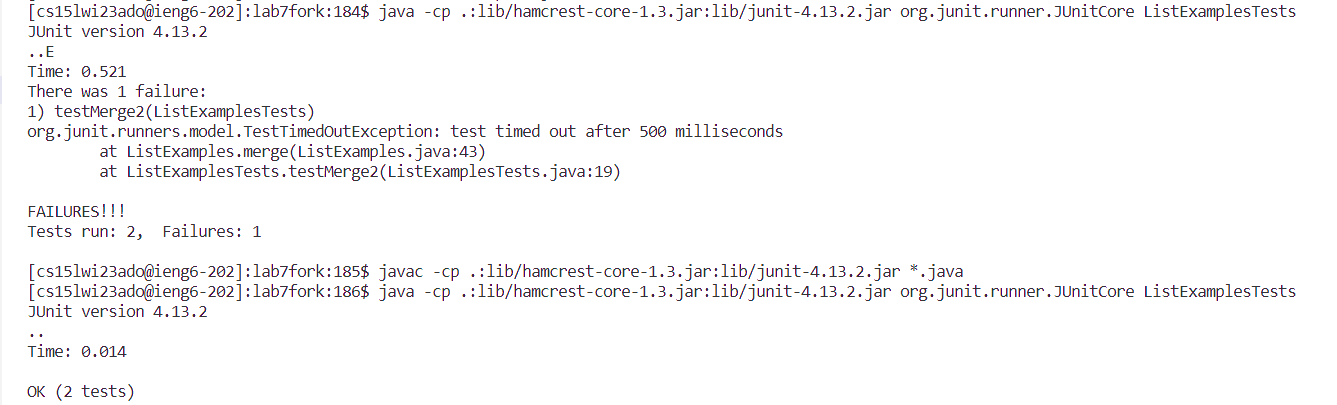 [cs15lwi23ado@ieng6-202]:lab7fork:184$ java -cp .:lib/hamcrest-core-1.3.jar:lib/junit-4.13.2.jar org.junit.runner.JUnitCore ListExamplesTests
JUnit version 4.13.2
..E
Time: 0.521
There was 1 failure:
1) testMerge2(ListExamplesTests)
org.junit.runners.model.TestTimedOutException: test timed out after 500 milliseconds
        at ListExamples.merge(ListExamples.java:43)
        at ListExamplesTests.testMerge2(ListExamplesTests.java:19)

FAILURES!!!
Tests run: 2,  Failures: 1

[cs15lwi23ado@ieng6-202]:lab7fork:185$ javac -cp .:lib/hamcrest-core-1.3.jar:lib/junit-4.13.2.jar *.java
[cs15lwi23ado@ieng6-202]:lab7fork:186$ java -cp .:lib/hamcrest-core-1.3.jar:lib/junit-4.13.2.jar org.junit.runner.JUnitCore ListExamplesTests
JUnit version 4.13.2
..
Time: 0.014

OK (2 tests)